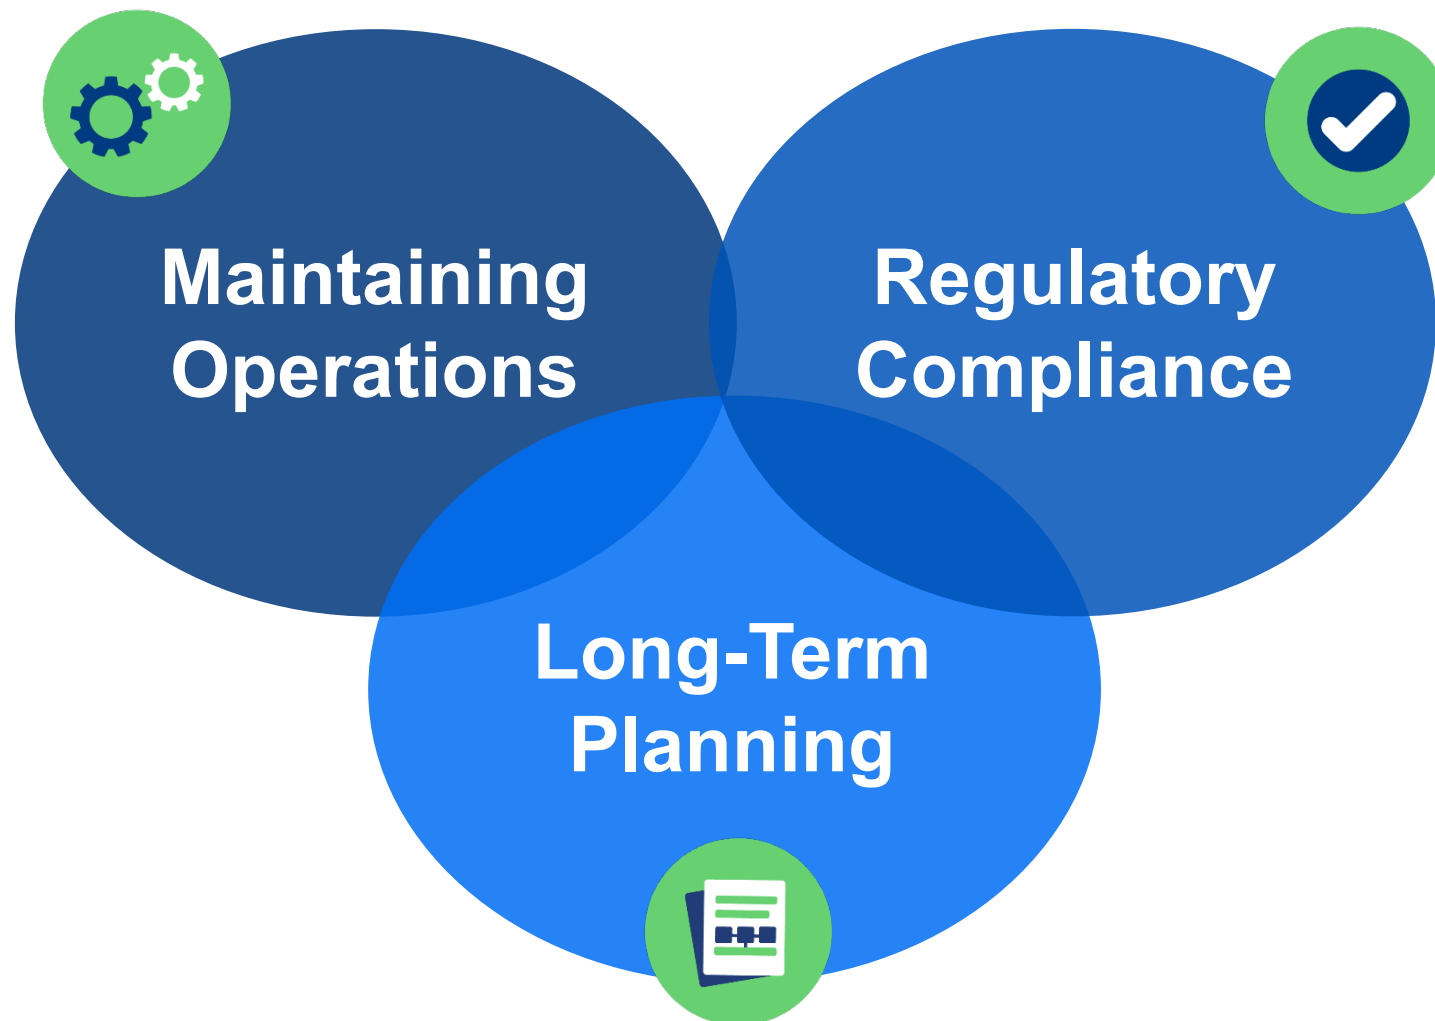 Maintaining
Operations
Regulatory
Compliance
Long-Term
Planning